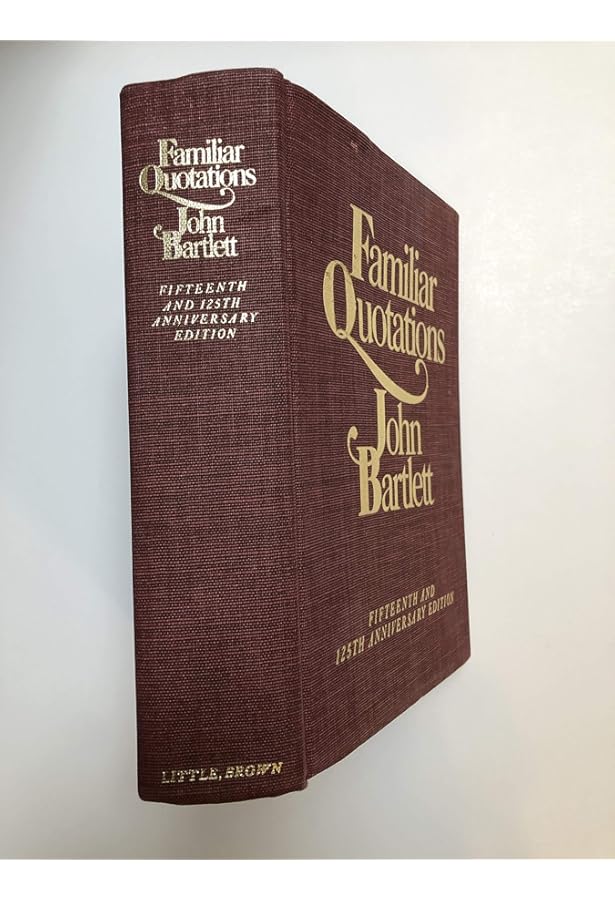 Familiar
Quotations
John
Bartlett
FIFTEENTH
AND 125TH
ANNIVERSARY
EDITION
LITTLE, BROWN
Familiar
Quotations
John
Bartlett
FIFTEENTH AND
125TH ANNIVERSARY EDITION